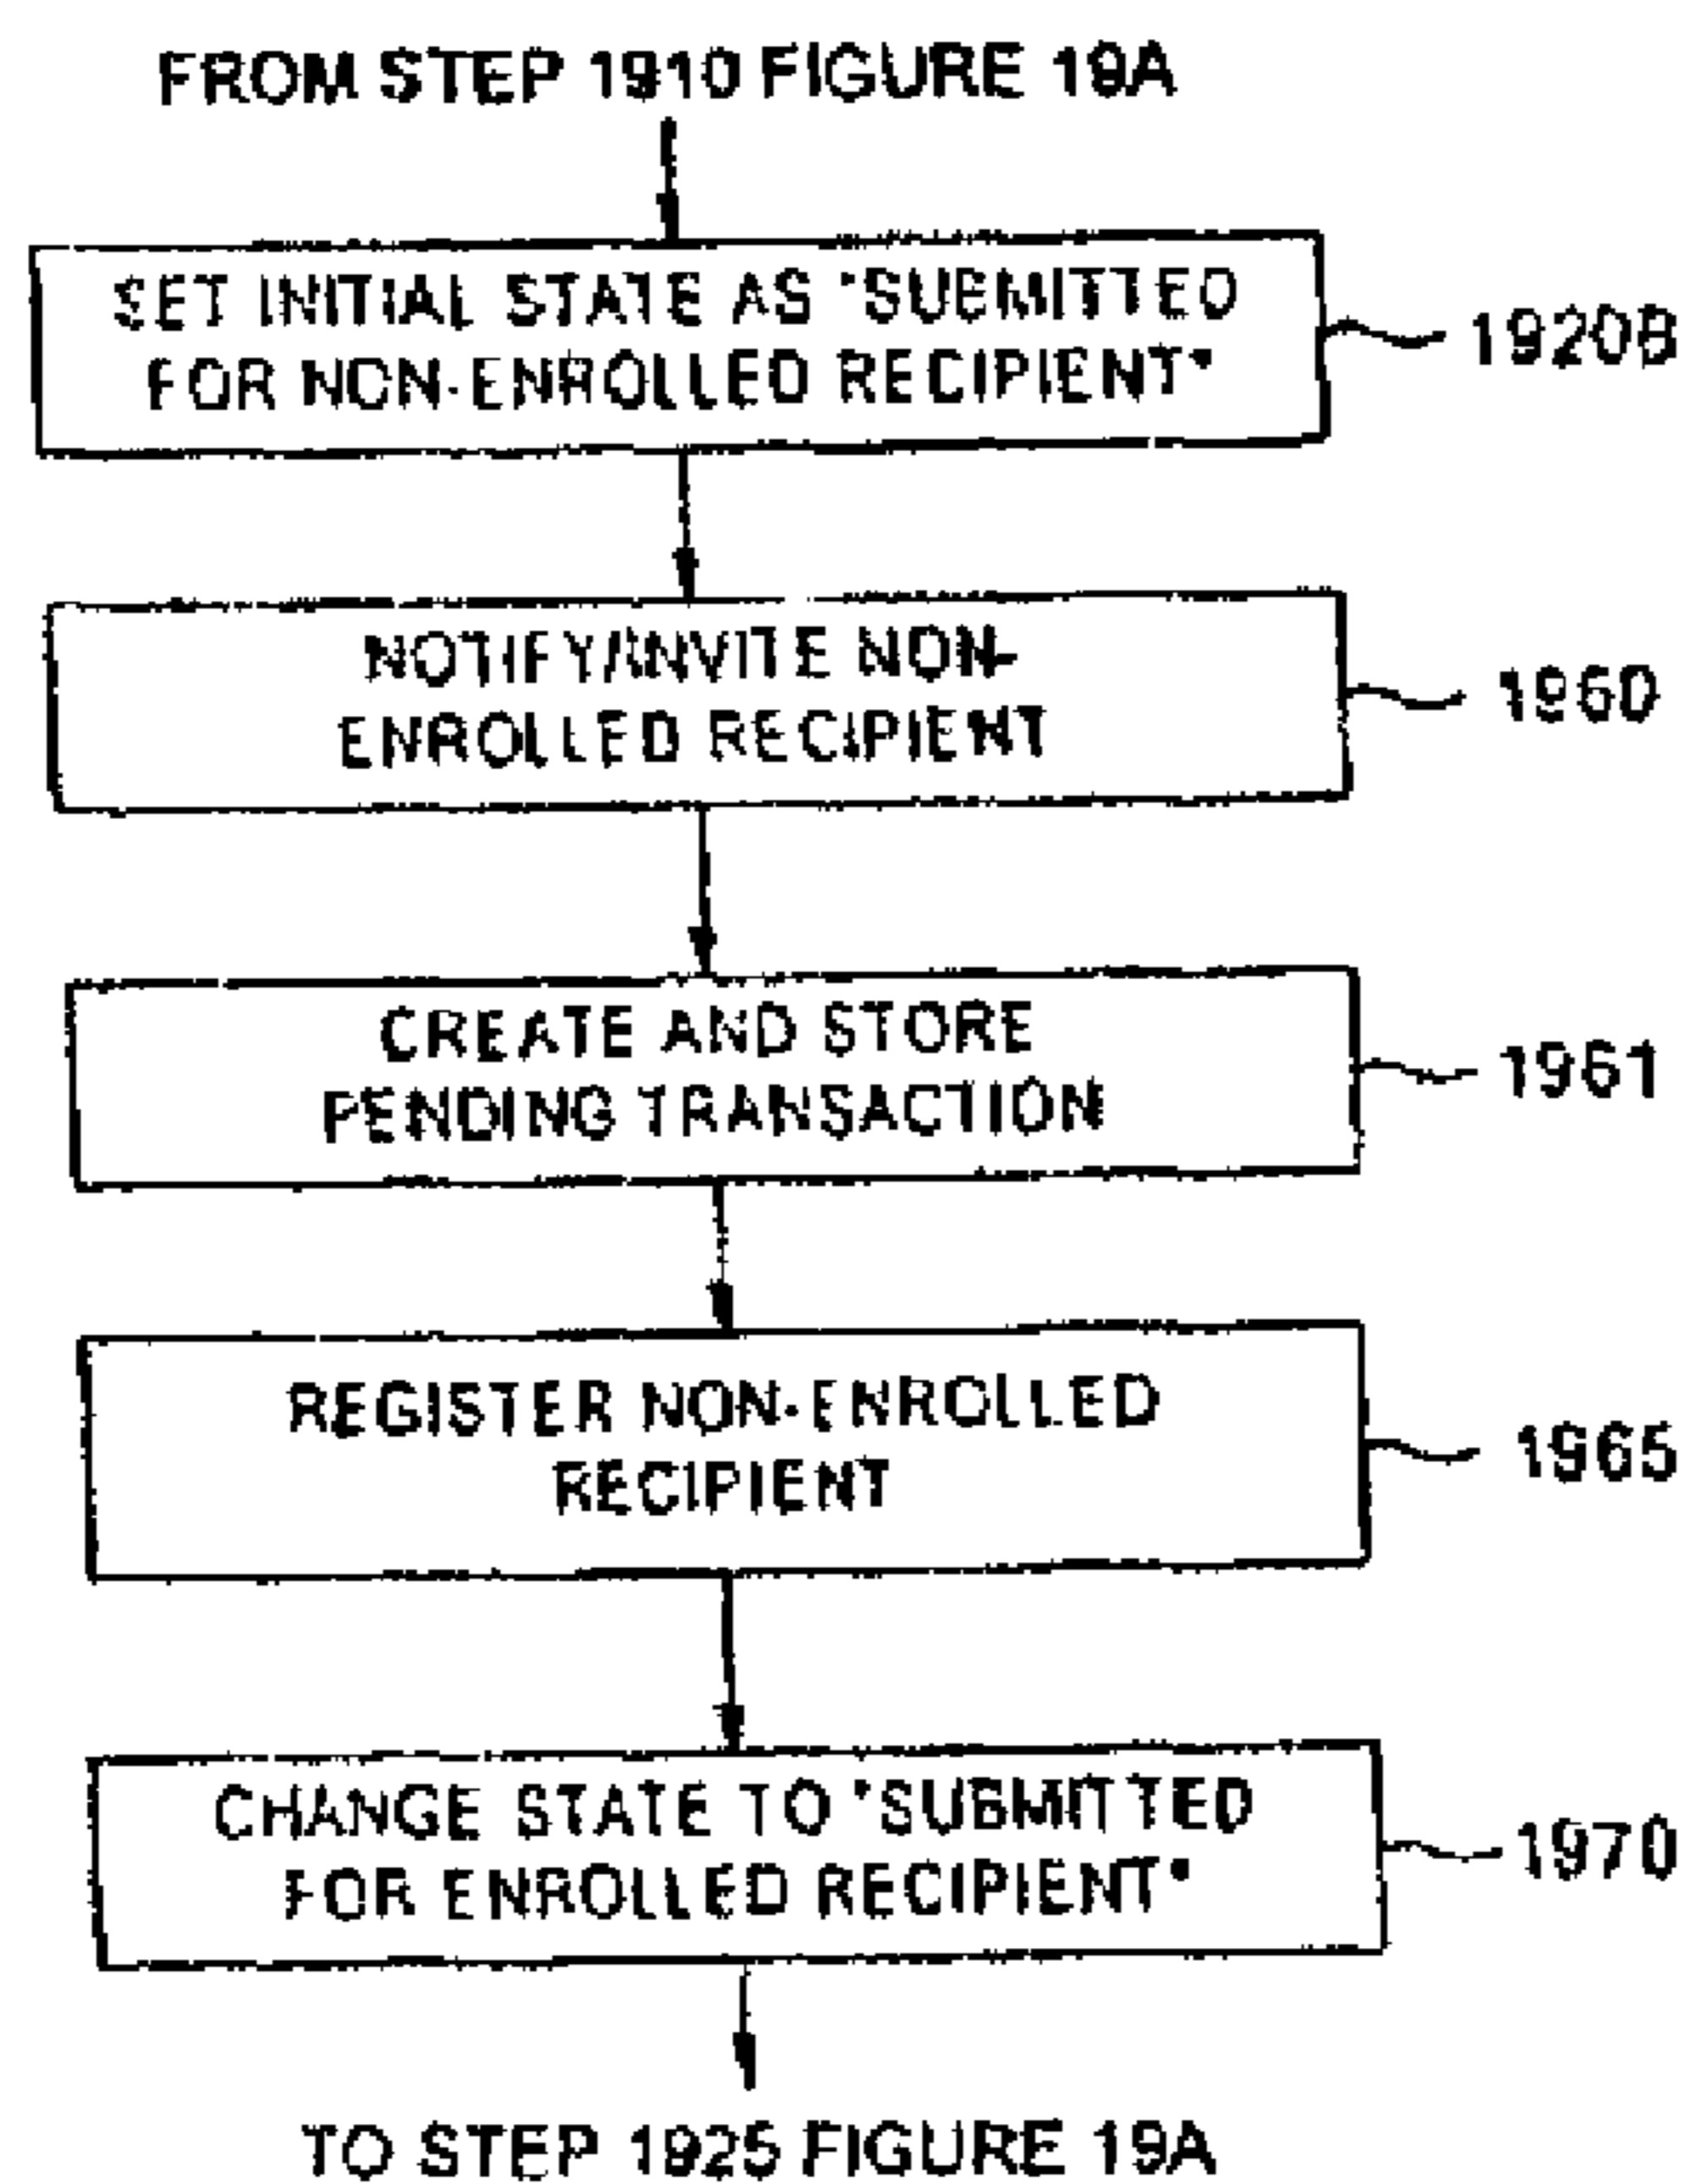 FROM STEP 1910 FIGURE 19A
SET INITIAL STATE AS "SUBMITTED
FOR NON-ENROLLED RECIPIENT"
1920B
NOTIFY/INVITE NON-
ENROLLED RECIPIENT
1960
CREATE AND STORE
PENDING TRANSACTION
1961
REGISTER NON-ENROLLED
RECIPIENT
1965
CHANGE STATE TO "SUBMITTED
FOR ENROLLED RECIPIENT"
1970
TO STEP 1925 FIGURE 19A